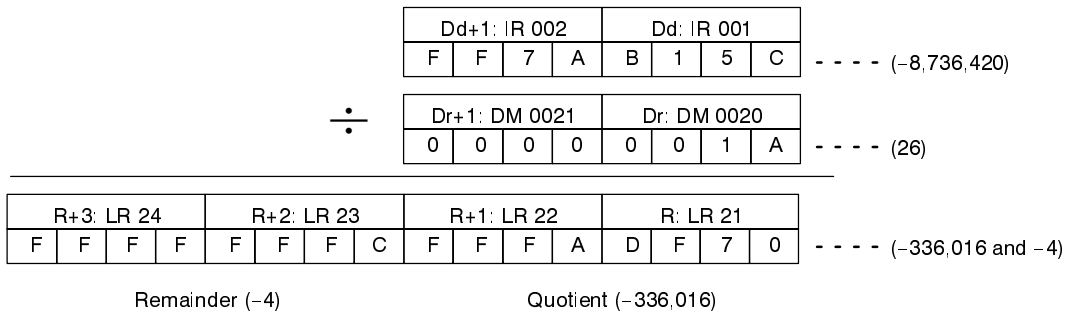 Dd+1: IR 002 Dd: IR 001
F F 7 A B 1 5 C - - - - (−8,736,420)
÷ Dr+1: DM 0021 Dr: DM 0020
0 0 0 0 0 0 1 A - - - - (26)
R+3: LR 24 R+2: LR 23 R+1: LR 22 R: LR 21
F F F F F F F C F F F A D F 7 0 - - - - (−336,016 and −4)
Remainder (−4) Quotient (−336,016)